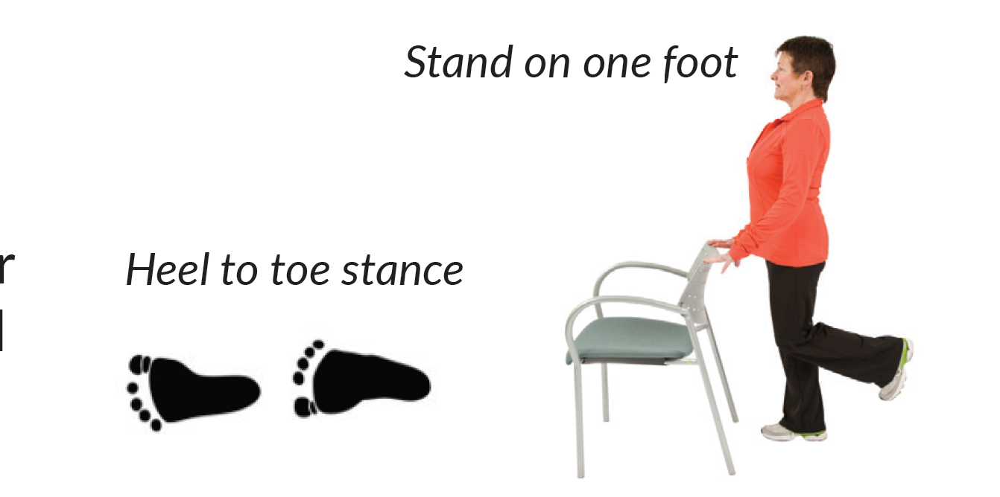 Stand on one foot
r
Heel to toe stance